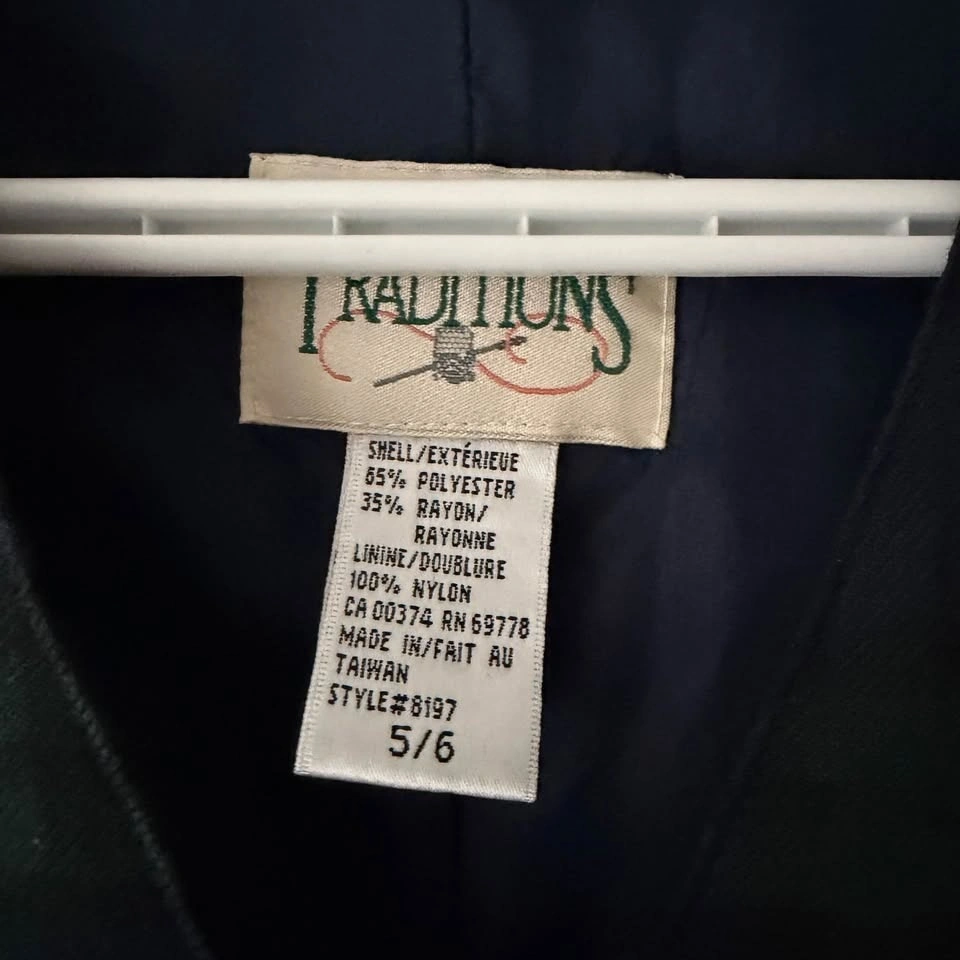 TRADITIONS
SHELL/EXTÉRIEUE
65% POLYESTER
35% RAYON/
RAYONNE
LININE/DOUBLURE
100% NYLON
CA 00374 RN 69778
MADE IN/FAIT AU
TAIWAN
STYLE#8197
5/6